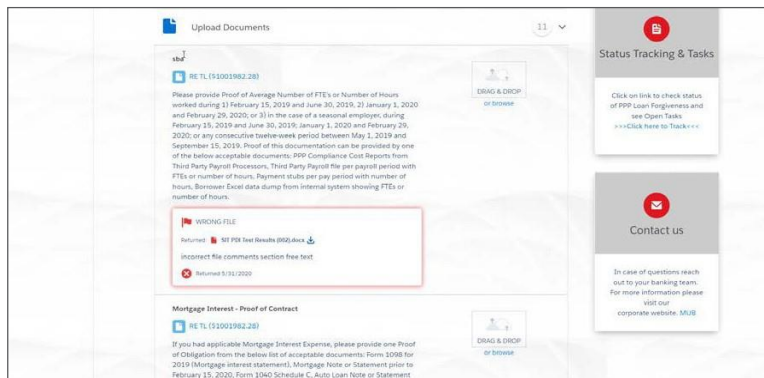 Upload Documents
11
sba
RE TL ($1001982.28)
Please provide Proof of Average Number of FTE's or Number of Hours
worked during 1) February 15, 2019 and June 30, 2019, 2) January 1, 2020
and February 29, 2020; or 3) in the case of a seasonal employer, during
February 15, 2019 and June 30, 2019; January 1, 2020 and February 29,
2020; or any consecutive twelve-week period between May 1, 2019 and
September 15, 2019. Proof of this documentation can be provided by one
of the below acceptable documents: PPP Compliance Cost Reports from
Third Party Payroll Processors, Third Party Payroll file per payroll period with
FTEs or number of hours, Payment stubs per pay period with number of
hours, Borrower Excel data dump from internal system showing FTEs or
number of hours.
DRAG & DROP
or browse
WRONG FILE
Returned: SIT PDI Test Results (002).docx
incorrect file comments section free text
Returned 5/31/2020
Mortgage Interest - Proof of Contract
RE TL ($1001982.28)
If you had applicable Mortgage Interest Expense, please provide one Proof
of Obligation from the below list of acceptable documents: Form 1098 for
2019 (Mortgage interest statement), Mortgage Note or Statement prior to
February 15, 2020, Form 1040 Schedule C, Auto Loan Note or Statement
DRAG & DROP
or browse
Status Tracking & Tasks
Click on link to check status
of PPP Loan Forgiveness and
see Open Tasks
>>>Click here to Track<<<
Contact us
In case of questions reach
out to your banking team.
For more information please
visit our
corporate website. MUB